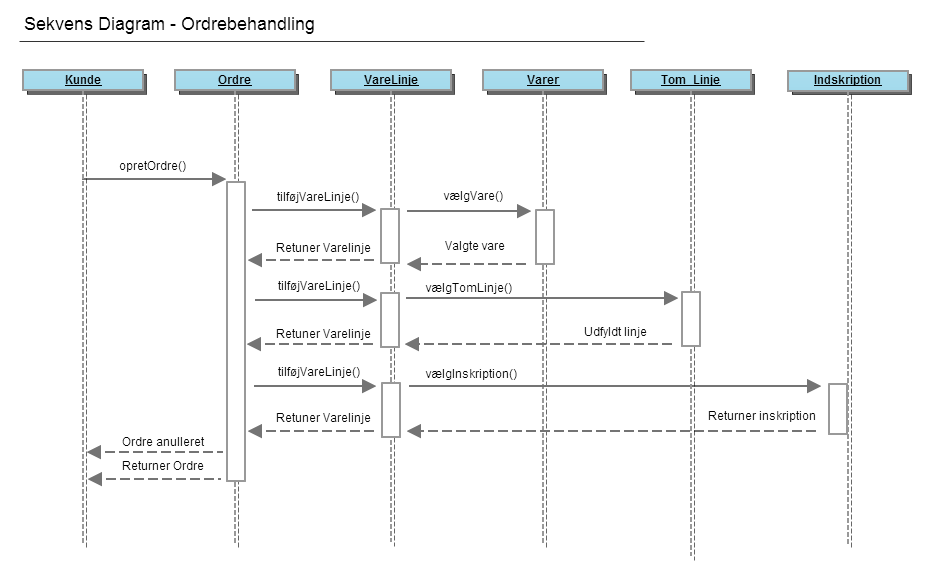 Sekvens Diagram - Ordrebehandling
Kunde
Ordre
VareLinje
Varer
Tom_Linje
Indskription
opretOrdre()
tilføjVareLinje()
vælgVare()
Retuner Varelinje
Valgte vare
tilføjVareLinje()
vælgTomLinje()
Retuner Varelinje
Udfyldt linje
tilføjVareLinje()
vælgInskription()
Retuner Varelinje
Returner inskription
Ordre anulleret
Returner Ordre